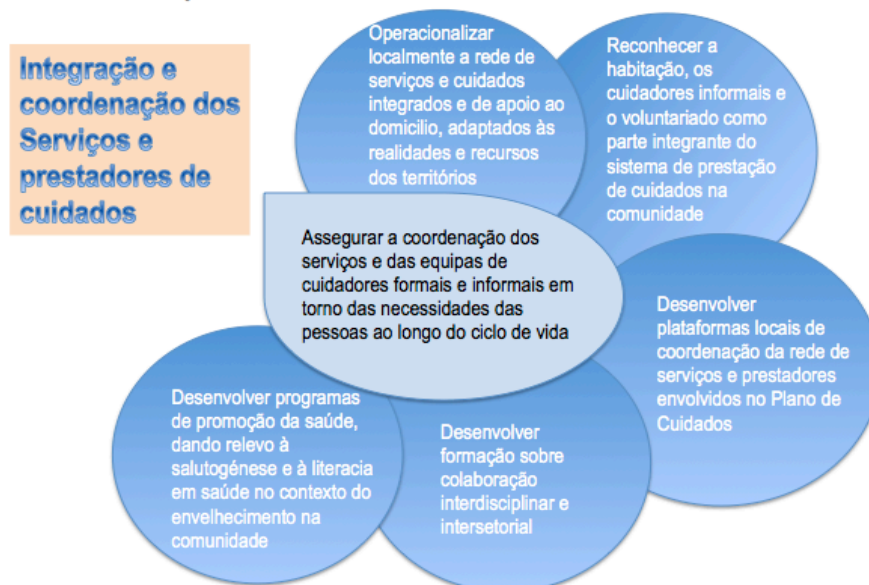 Integração e
coordenação dos
Serviços e
prestadores de
cuidados
Operacionalizar
localmente a rede de
serviços e cuidados
integrados e de apoio ao
domicilio, adaptados às
realidades e recursos
dos territórios
Reconhecer a
habitação, os
cuidadores informais e
o voluntariado como
parte integrante do
sistema de prestação
de cuidados na
comunidade
Assegurar a coordenação dos
serviços e das equipas de
cuidadores formais e informais em
torno das necessidades das
pessoas ao longo do ciclo de vida
Desenvolver
plataformas locais de
coordenação da rede de
serviços e prestadores
envolvidos no Plano de
Cuidados
Desenvolver programas
de promoção da saúde,
dando relevo à
salutogénese e à literacia
em saúde no contexto do
envelhecimento na
comunidade
Desenvolver
formação sobre
colaboração
interdisciplinar e
intersetorial